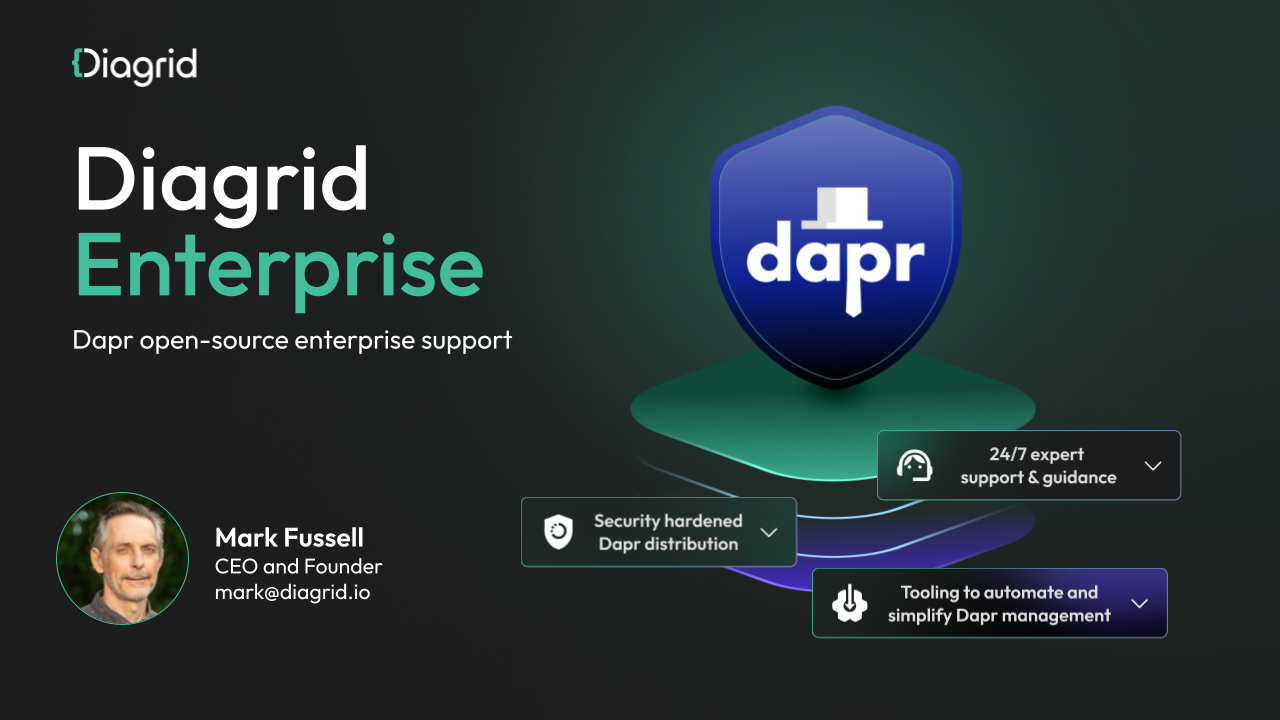 Diagrid
Diagrid
Enterprise
Dapr open-source enterprise support
dapr
24/7 expert
support & guidance
Security hardened
Dapr distribution
Tooling to automate and
simplify Dapr management
Mark Fussell
CEO and Founder
mark@diagrid.io